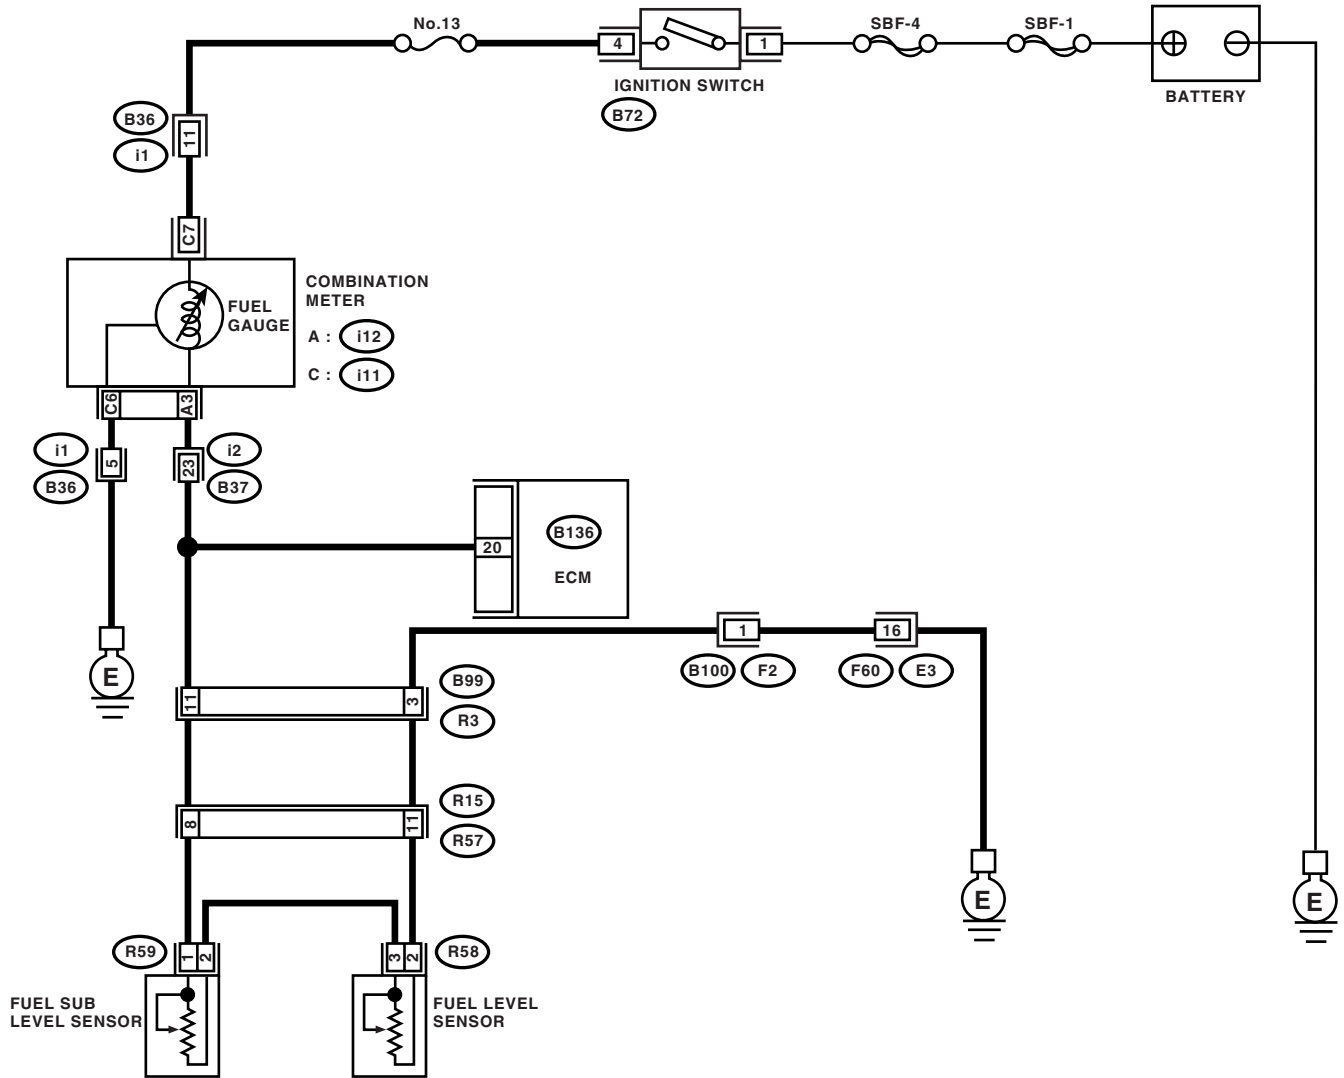 No.13
SBF-4
SBF-1
4
1
IGNITION SWITCH
BATTERY
B72
B36
11
i1
C7
COMBINATION
METER
FUEL
GAUGE
A : i12
C : i11
C6
A3
i1
5
23
i2
B36
B37
B136
20
ECM
1
16
E
B100
F2
F60
E3
B99
11
3
R3
R15
8
11
R57
E
E
R59
1
2
3
2
R58
FUEL SUB
LEVEL SENSOR
FUEL LEVEL
SENSOR